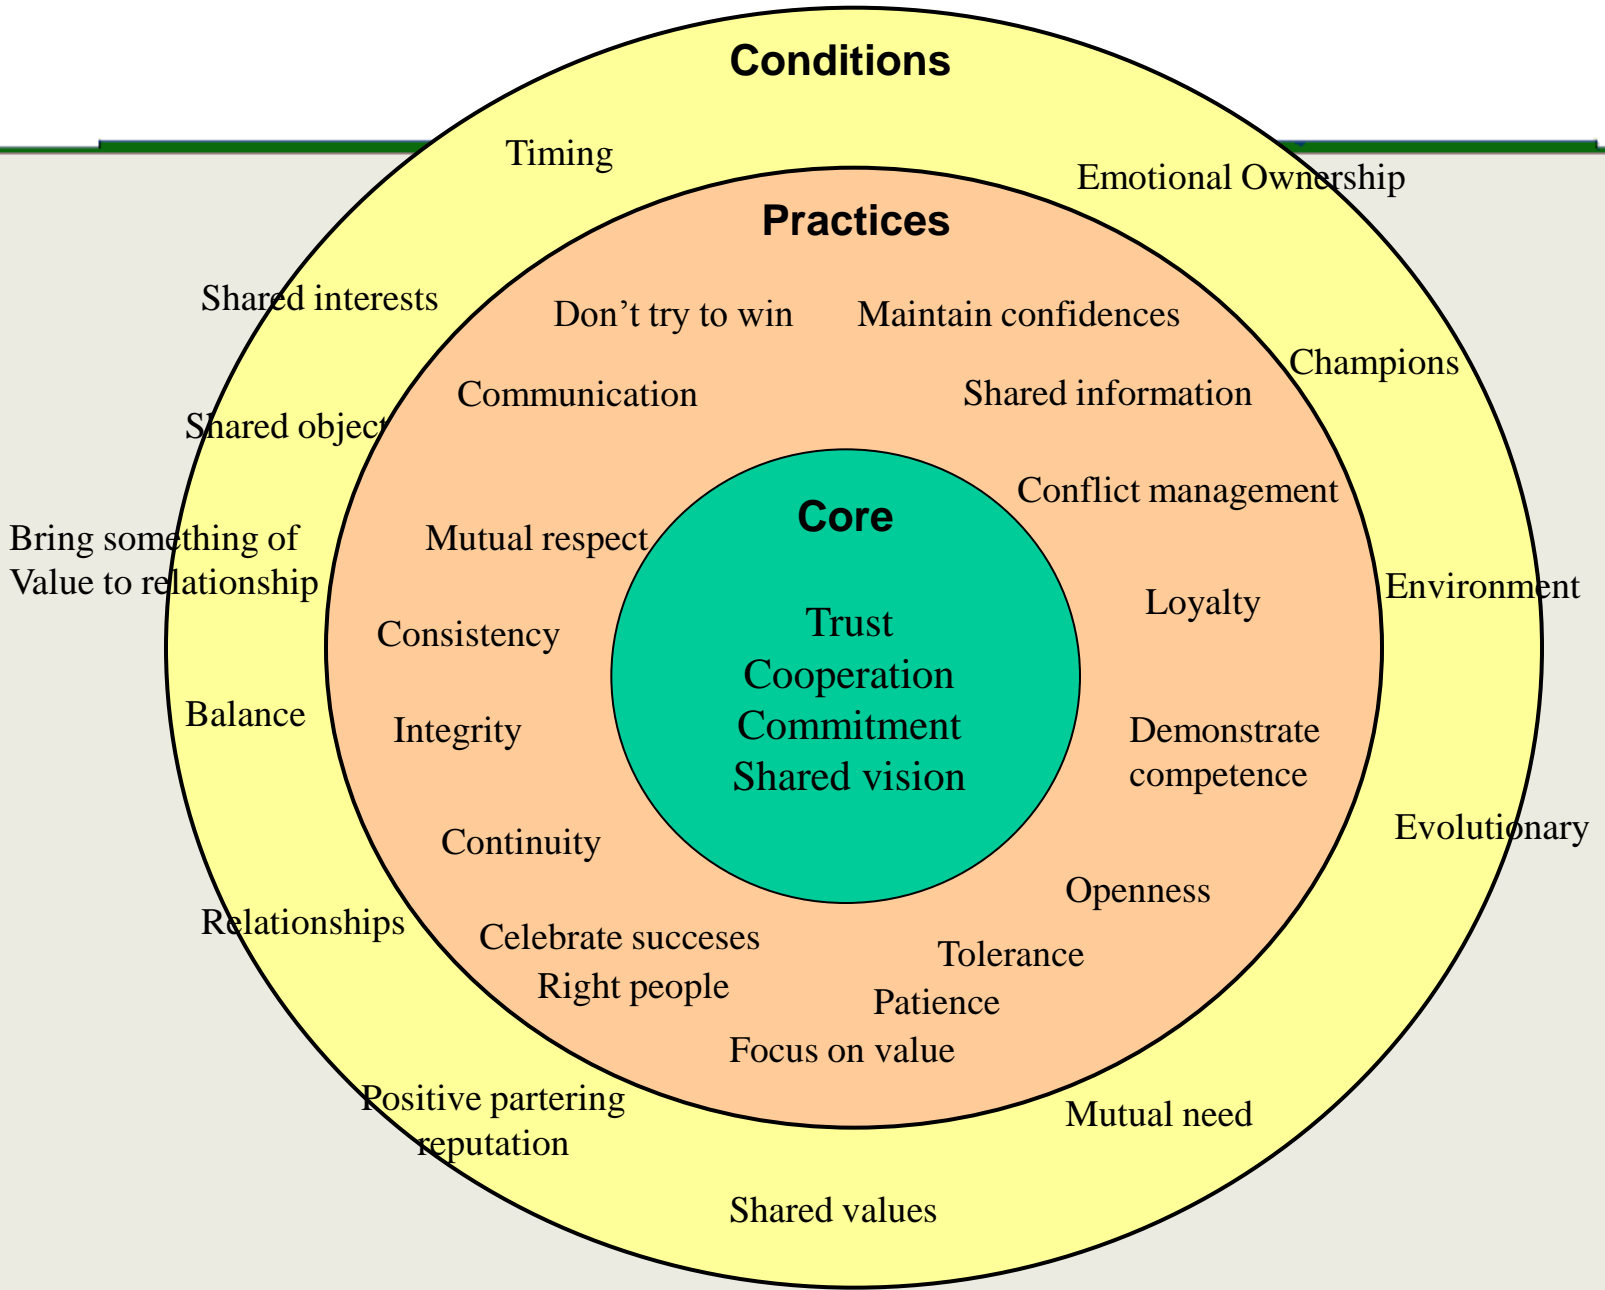 Conditions
Timing
Emotional Ownership
Practices
Shared interests
Don’t try to win
Maintain confidences
Champions
Communication
Shared information
Shared object
Conflict management
Core
Bring something of
Value to relationship
Mutual respect
Environment
Loyalty
Trust
Consistency
Cooperation
Balance
Integrity
Commitment
Demonstrate
competence
Shared vision
Evolutionary
Continuity
Openness
Relationships
Celebrate succeses
Tolerance
Right people
Patience
Focus on value
Positive partering
reputation
Mutual need
Shared values